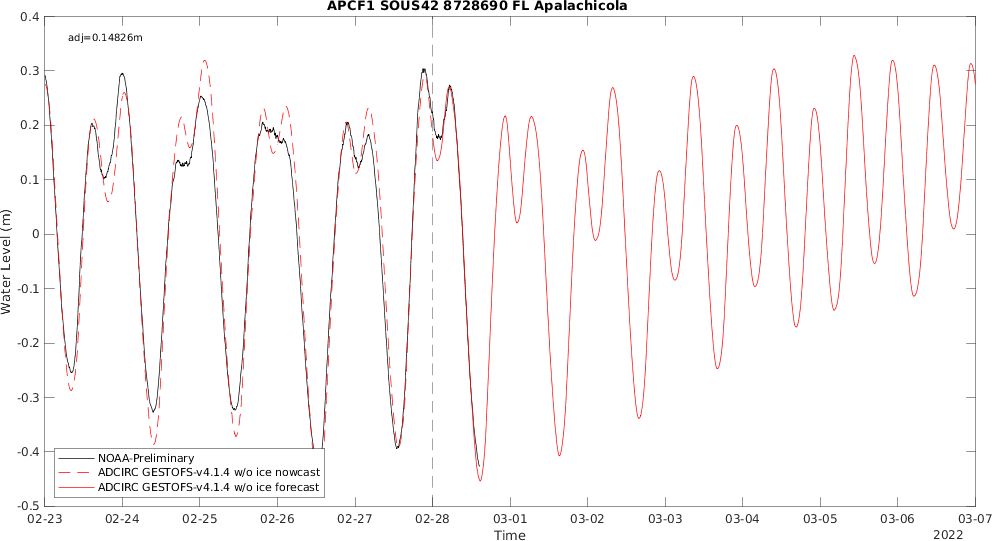 APCF1 SOUS42 8728690 FL Apalachicola
adj=0.14826m
0.4
0.3
0.2
0.1
0
-0.1
-0.2
-0.3
-0.4
-0.5
Water Level (m)
NOAA-Preliminary
ADCIRC GESTOFS-v4.1.4 w/o ice nowcast
ADCIRC GESTOFS-v4.1.4 w/o ice forecast
02-23 02-24 02-25 02-26 02-27 02-28 03-01 03-02 03-03 03-04 03-05 03-06 03-07
Time
2022